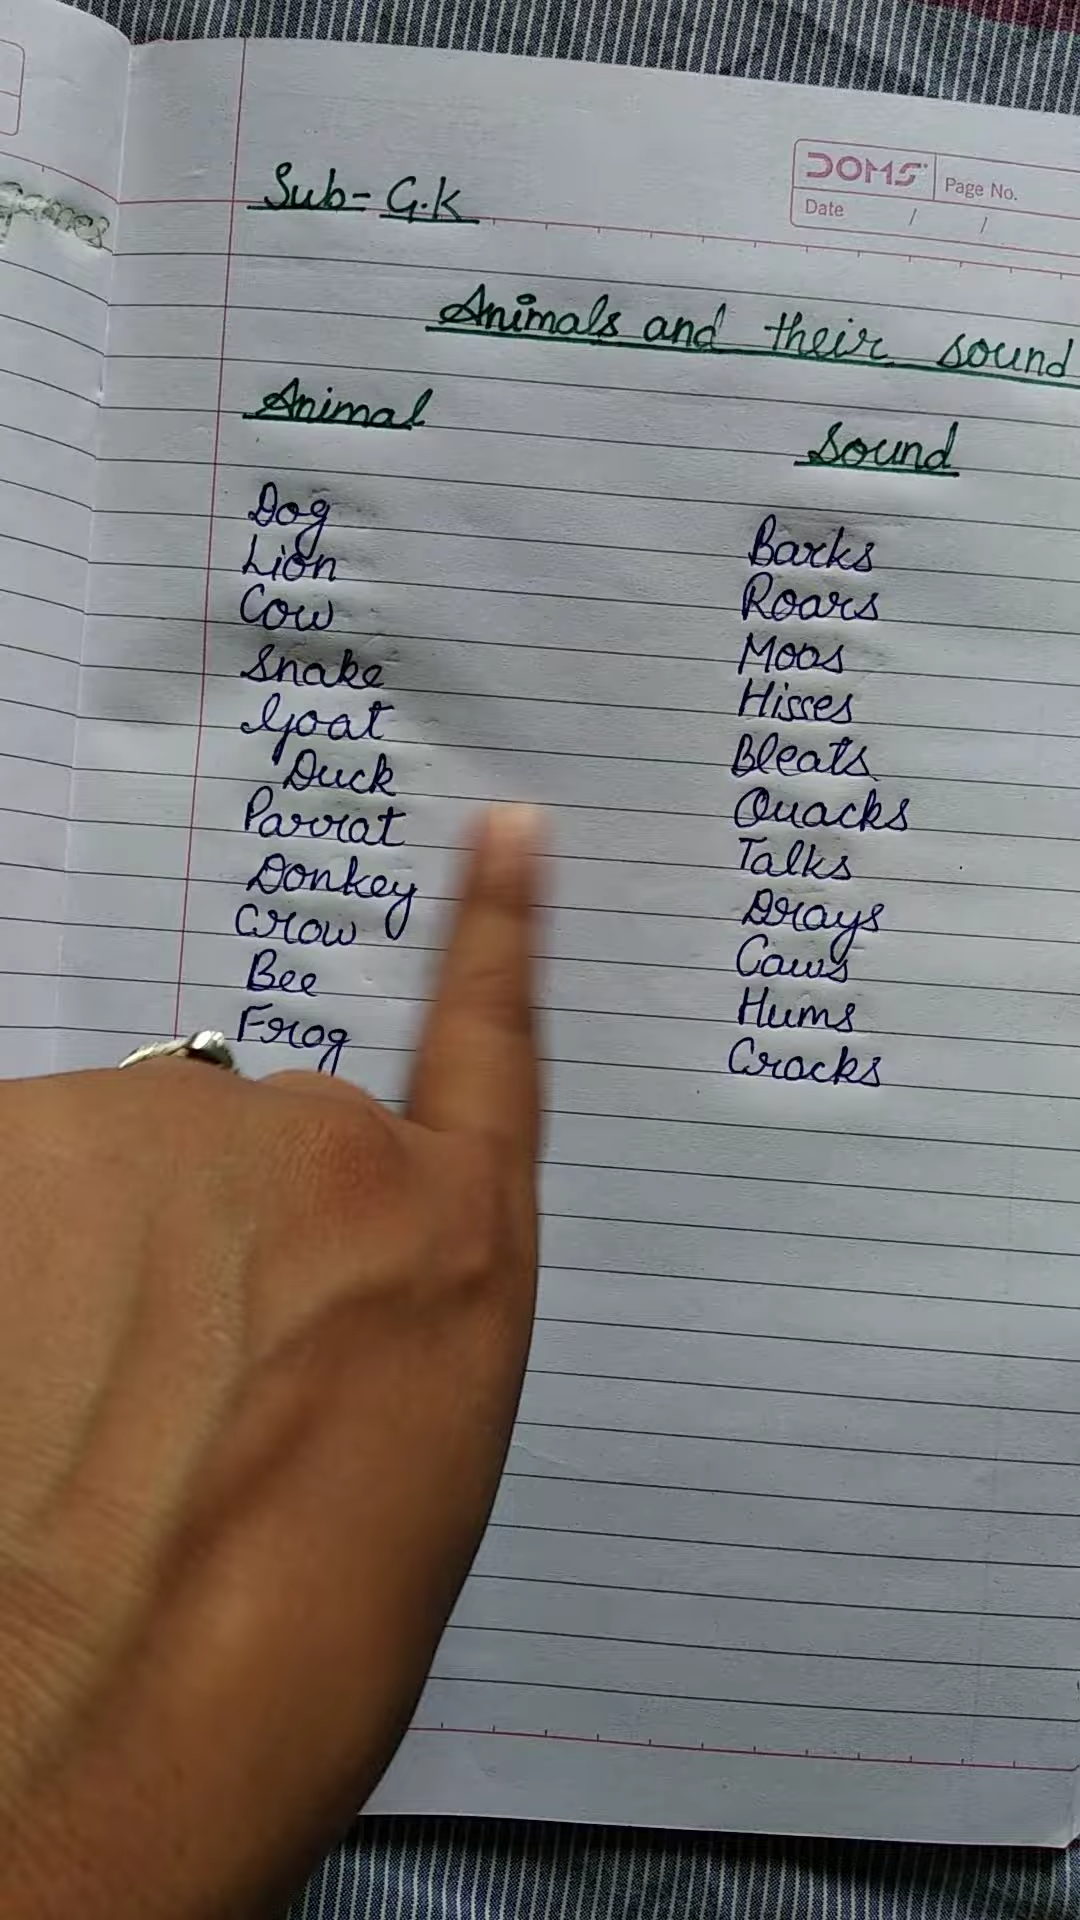 DOMS Page No.
Date / /
Sub- G.K
Animals and their sound
Animal Sound
Dog Barks
Lion Roars
Cow Moos
Snake Hisses
Goat Bleats
Duck Quacks
Parrat Talks
Donkey Brays
Crow Caws
Bee Hums
Frog Cracks